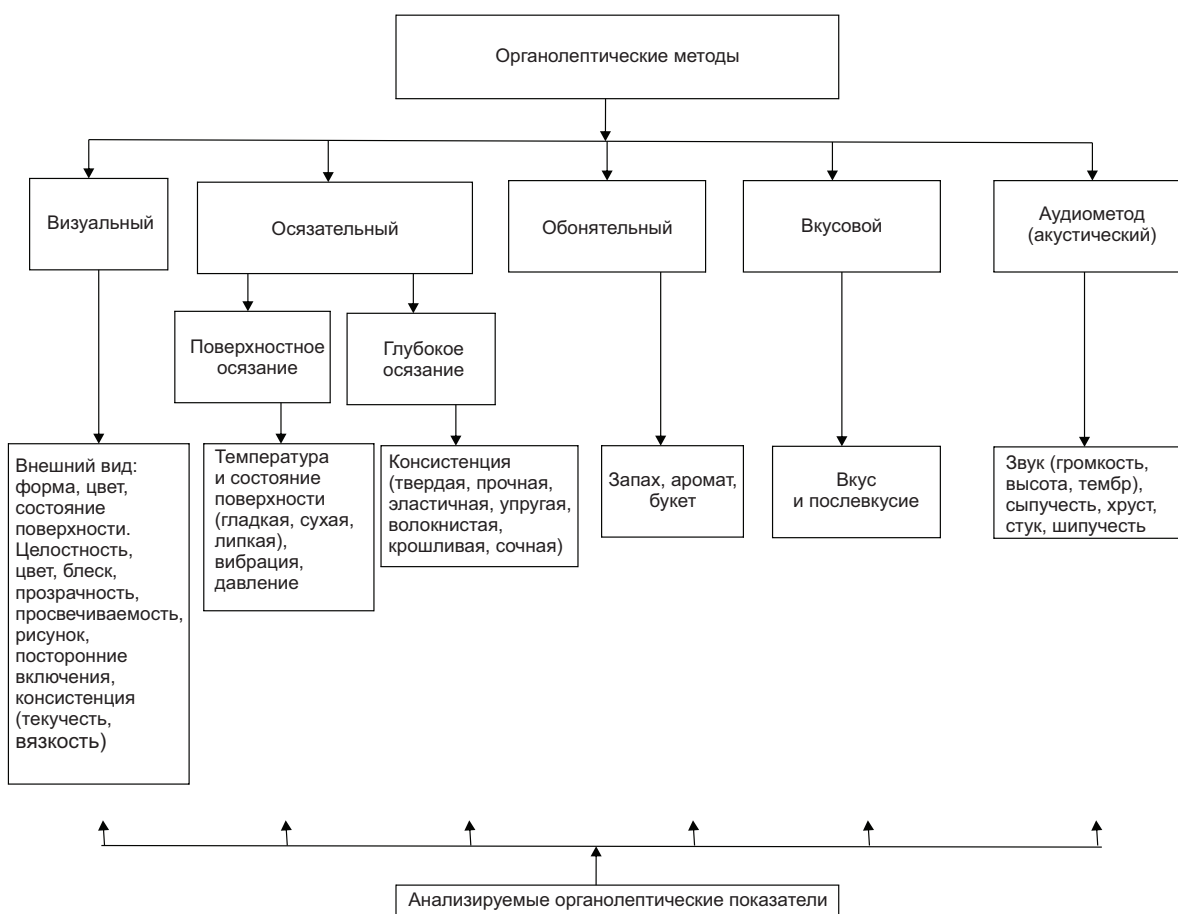 Органолептические методы
Визуальный
Осязательный
Обонятельный
Вкусовой
Аудиометод
(акустический)
Поверхностное
осязание
Глубокое
осязание
Внешний вид:
форма, цвет,
состояние
поверхности.
Целостность,
цвет, блеск,
прозрачность,
просвечиваемость,
рисунок,
посторонние
включения,
консистенция
(текучесть,
вязкость)
Температура
и состояние
поверхности
(гладкая, сухая,
липкая),
вибрация,
давление
Консистенция
(твердая, прочная,
эластичная, упругая,
волокнистая,
крошливая, сочная)
Запах, аромат,
букет
Вкус
и послевкусие
Звук (громкость,
высота, тембр),
сыпучесть, хруст,
стук, шипучесть
Анализируемые органолептические показатели